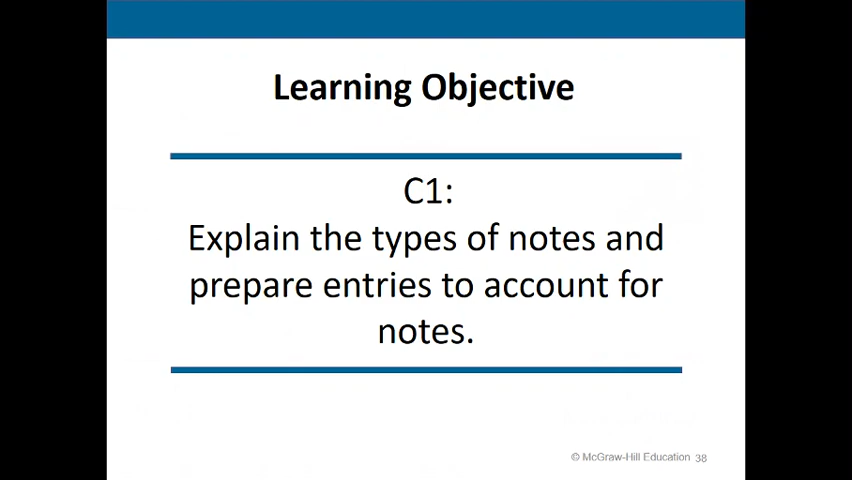 Learning Objective
C1:
Explain the types of notes and
prepare entries to account for
notes.
© McGraw-Hill Education 38